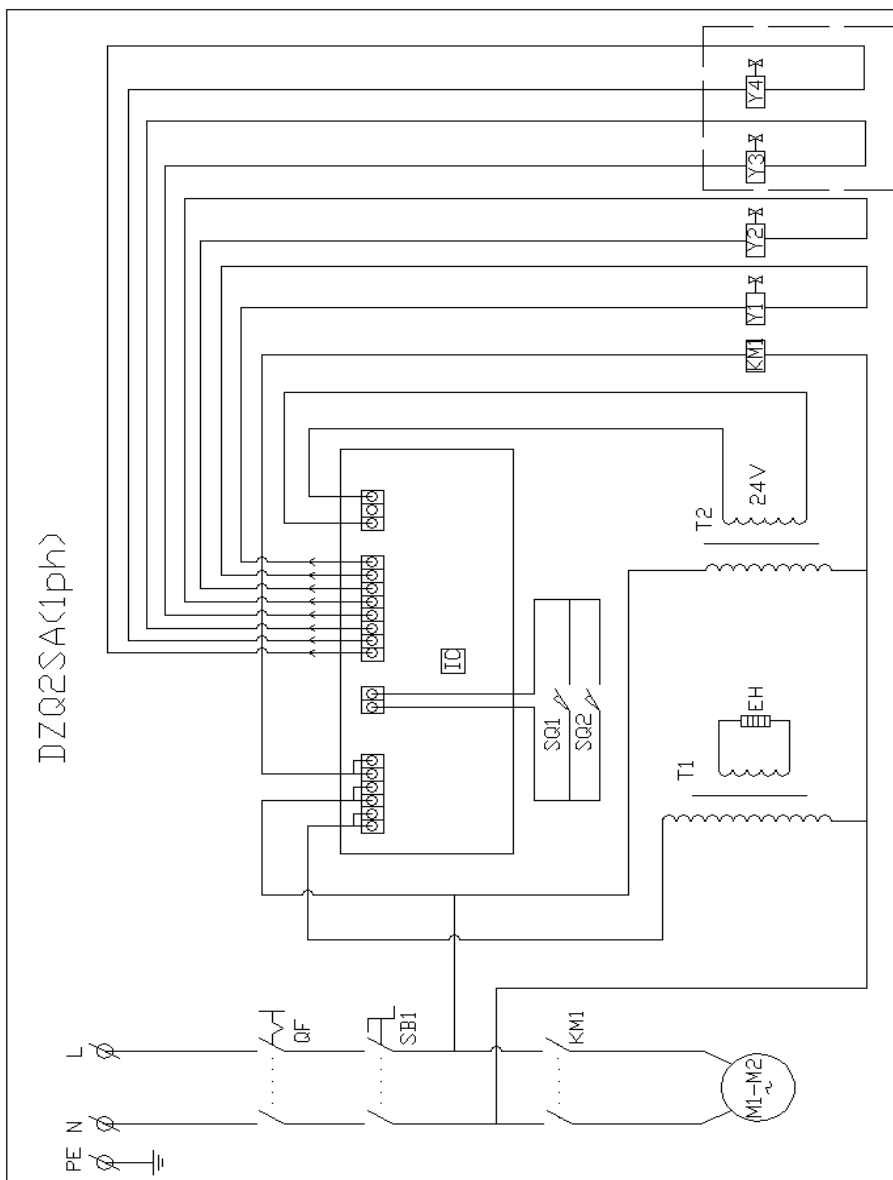 DZQ2SA(1ph)
PE
N
L
QF
SB1
KM1
M1-M2
~
IC
SQ1
SQ2
T1
EH
T2
24V
KM1
Y1
Y2
Y3
Y4